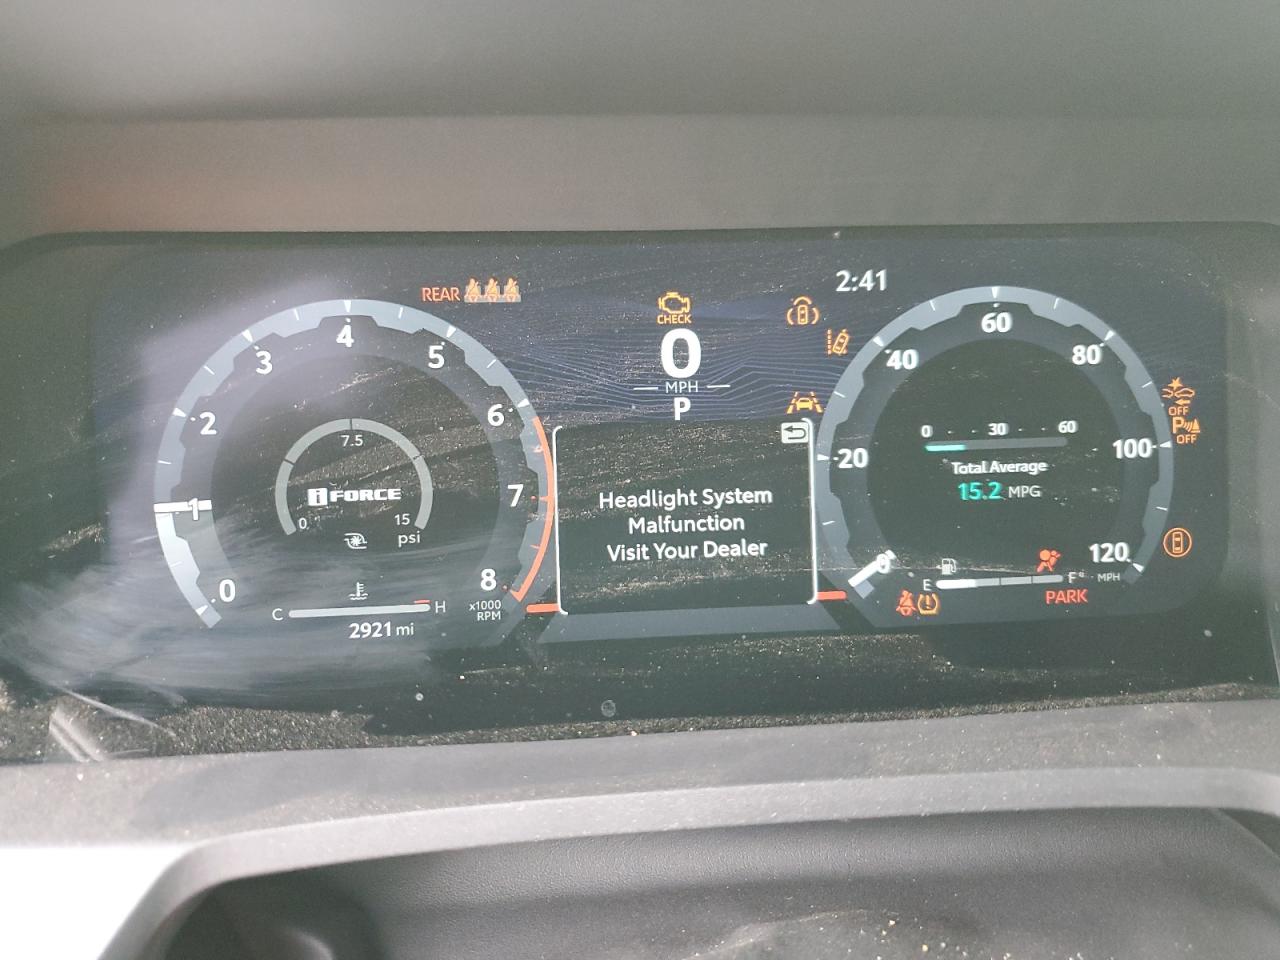 2:41
REAR
CHECK
0
MPH
P
0
1
2
3
4
5
6
7
8
x1000
RPM
7.5
i FORCE
0
15
psi
C
H
2921 mi
Headlight System
Malfunction
Visit Your Dealer
0
20
40
60
80
100
120
MPH
0
30
60
Total Average
15.2 MPG
E
F
PARK
OFF
P
OFF